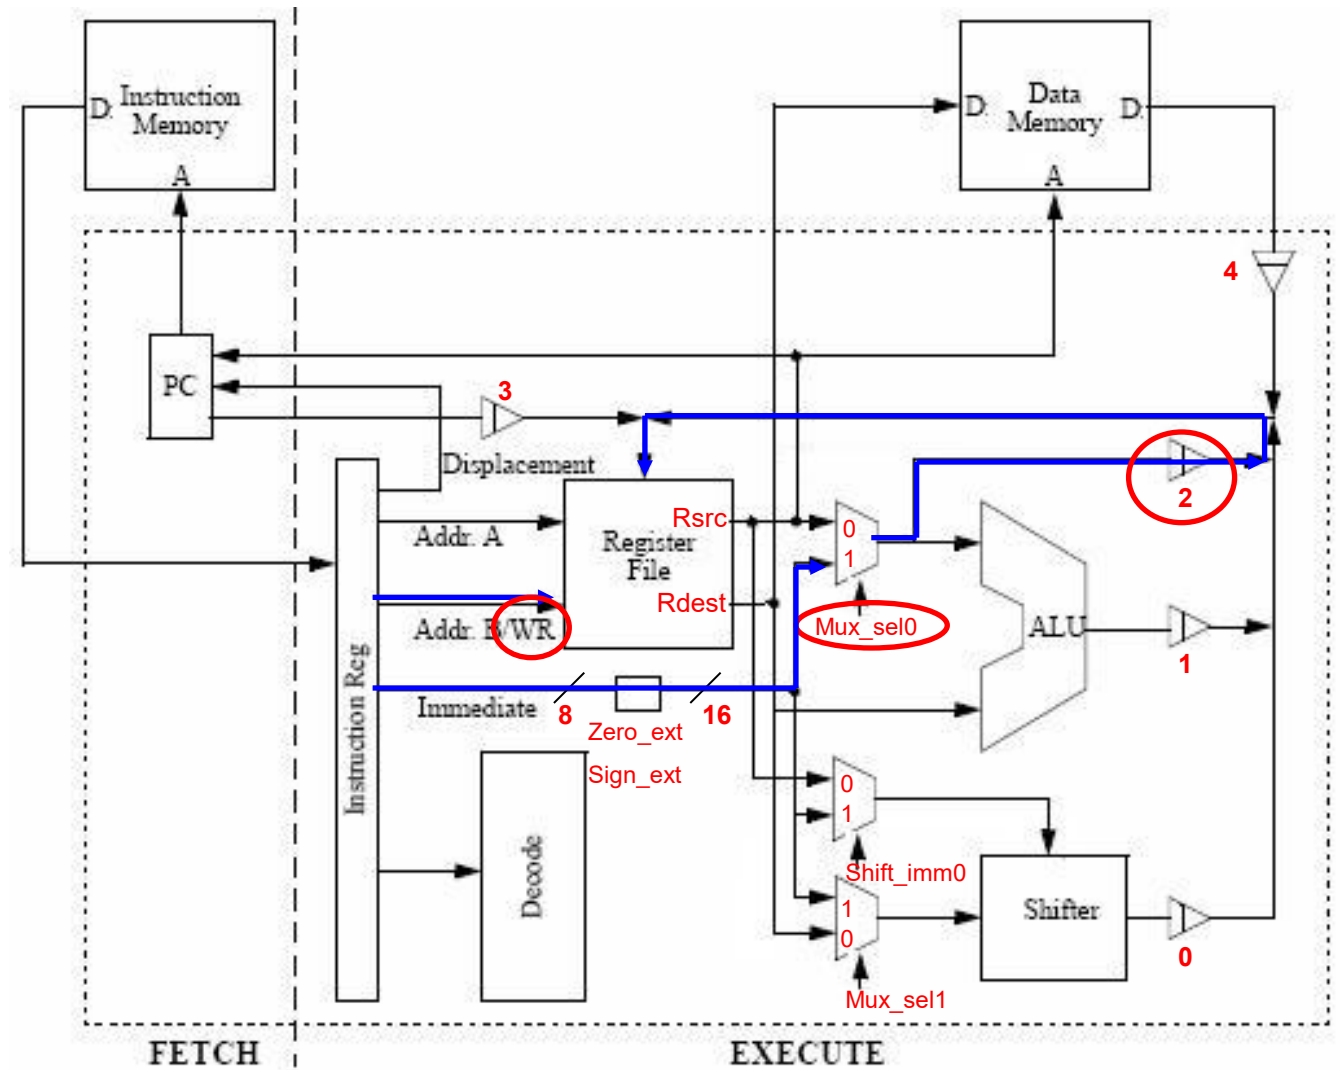 D
Instruction
Memory
A
Data
Memory
D
D
A
4
PC
3
Displacement
2
Rsrc
Addr. A
Register
File
0
1
Rdest
Addr. B/WR
Mux_sel0
ALU
1
Instruction Reg
Immediate
8
16
Zero_ext
Sign_ext
0
1
Decode
Shift_imm0
1
0
Shifter
0
Mux_sel1
FETCH
EXECUTE